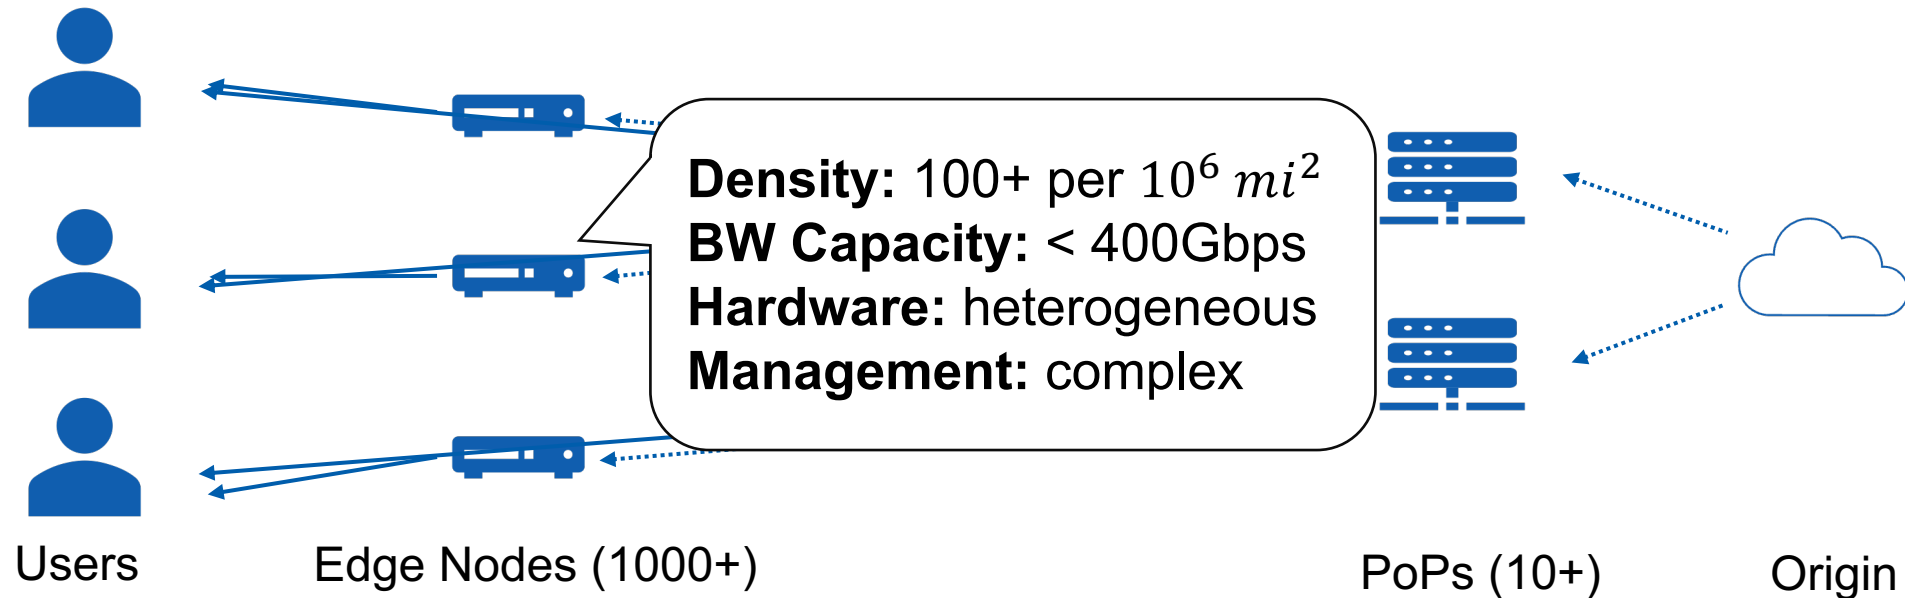 Density: 100+ per 10⁶ mi²
BW Capacity: < 400Gbps
Hardware: heterogeneous
Management: complex
Users
Edge Nodes (1000+)
PoPs (10+)
Origin